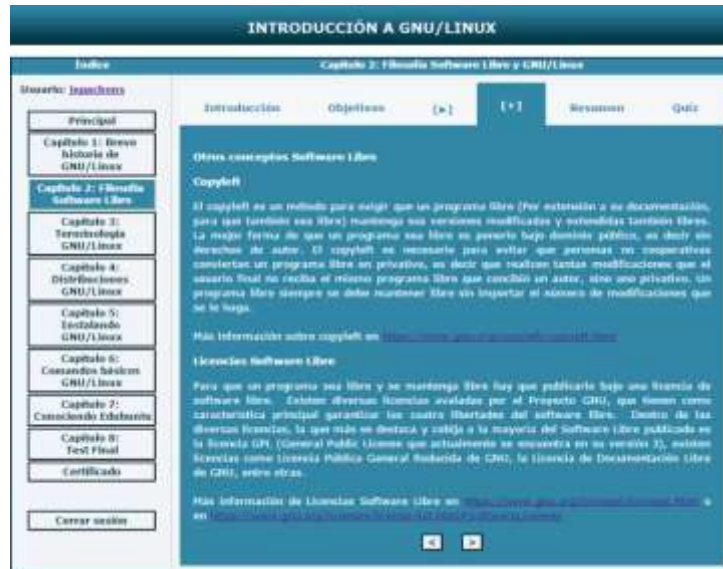 INTRODUCCIÓN A GNU/LINUX
Índice
Capítulo 2: Filosofía Software Libre y GNU/Linux
Usuario:
Principal
Capítulo 1: Breve
historia de
GNU/Linux
Capítulo 2: Filosofía
Software Libre
Capítulo 3:
Terminología
GNU/Linux
Capítulo 4:
Distribuciones
GNU/Linux
Capítulo 5:
Instalando
GNU/Linux
Capítulo 6:
Comandos básicos
GNU/Linux
Capítulo 7:
Conociendo Edubuntu
Capítulo 8:
Test Final
Certificado
Cerrar sesión
Introducción Objetivos [►] [+] Resumen Quiz
Otros conceptos Software Libre
Copyleft
El copyleft es un método para exigir que un programa libre (Por extensión a su documentación,
para que también sea libre) mantenga sus versiones modificadas y extendidas también libres.
La mejor forma de que un programa sea libre es ponerlo bajo dominio público, es decir sin
derechos de autor. El copyleft es necesario para evitar que personas no cooperativas
conviertan un programa libre en privativo, es decir que realicen tantas modificaciones que el
usuario final no reciba el mismo programa libre que concibió un autor, sino uno privativo. Un
programa libre siempre se debe mantener libre sin importar el número de modificaciones que
se le haga.
Más información sobre copyleft en
Licencias Software Libre
Para que un programa sea libre y se mantenga libre hay que publicarlo bajo una licencia de
software libre. Existen diversas licencias avaladas por el Proyecto GNU, que tienen como
característica principal garantizar las cuatro libertades del software libre. Dentro de las
diversas licencias, la que más se destaca y cobija a la mayoría del Software Libre publicado es
la licencia GPL (General Public License que actualmente se encuentra en su versión 3), existen
licencias como Licencia Pública General Reducida de GNU, la Licencia de Documentación Libre
de GNU, entre otras.
Más información de Licencias Software Libre en o
en
< >